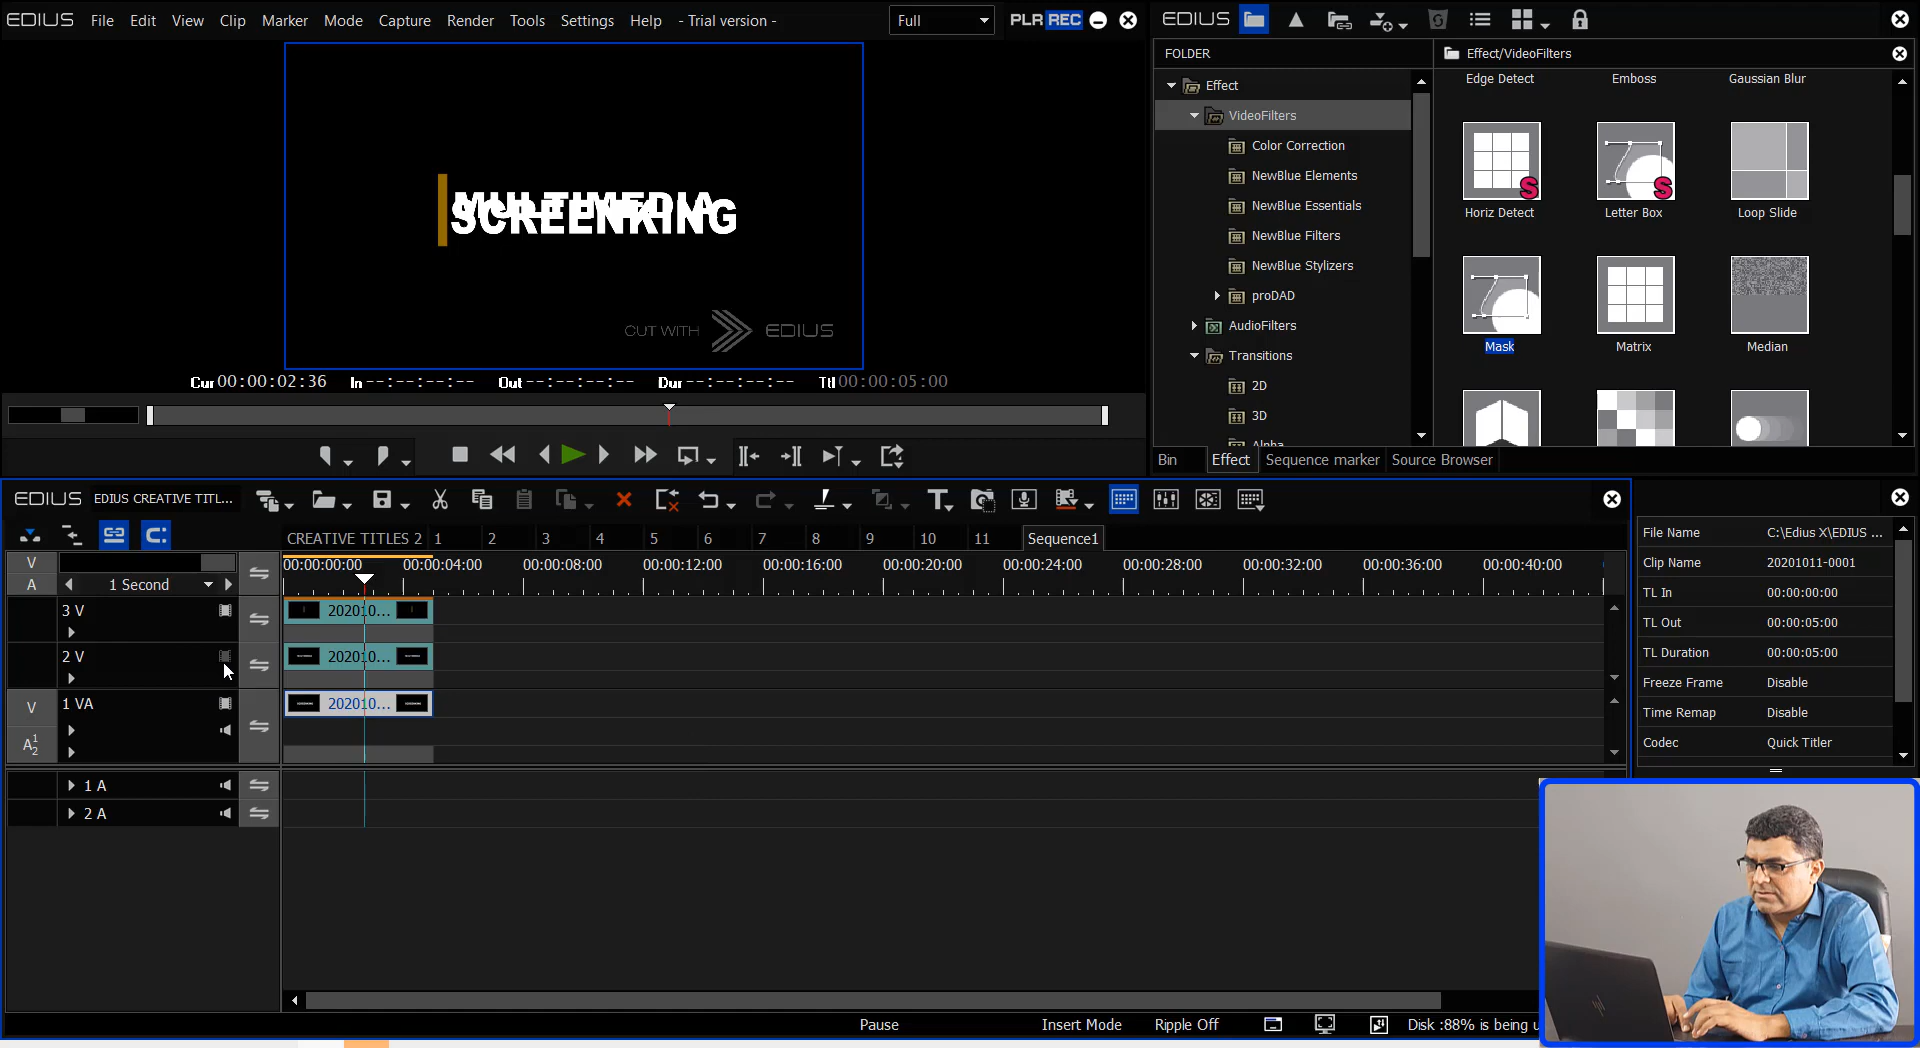 EDIUS File Edit View Clip Marker Mode Capture Render Tools Settings Help - Trial version -
Full
PLR REC
MULTIMEDIA
SCREENKING
CUT WITH EDIUS
Cur 00:00:02:36 In --:--:--:-- Out --:--:--:-- Dur --:--:--:-- Ttl 00:00:05:00
EDIUS
FOLDER
Effect
VideoFilters
Color Correction
NewBlue Elements
NewBlue Essentials
NewBlue Filters
NewBlue Stylizers
proDAD
AudioFilters
Transitions
2D
3D
Alpha
Effect/VideoFilters
Edge Detect Emboss Gaussian Blur
Horiz Detect Letter Box Loop Slide
Mask Matrix Median
Bin Effect Sequence marker Source Browser
EDIUS EDIUS CREATIVE TITL...
CREATIVE TITLES 2 1 2 3 4 5 6 7 8 9 10 11 Sequence1
V
A
1 Second
00:00:00:00 00:00:04:00 00:00:08:00 00:00:12:00 00:00:16:00 00:00:20:00 00:00:24:00 00:00:28:00 00:00:32:00 00:00:36:00 00:00:40:00
3 V
202010...
2 V
202010...
V
1 VA
202010...
A12
1 A
2 A
File Name C:\Edius X\EDIUS ...
Clip Name 20201011-0001
TL In 00:00:00:00
TL Out 00:00:05:00
TL Duration 00:00:05:00
Freeze Frame Disable
Time Remap Disable
Codec Quick Titler
Pause
Insert Mode
Ripple Off
Disk :88% is being